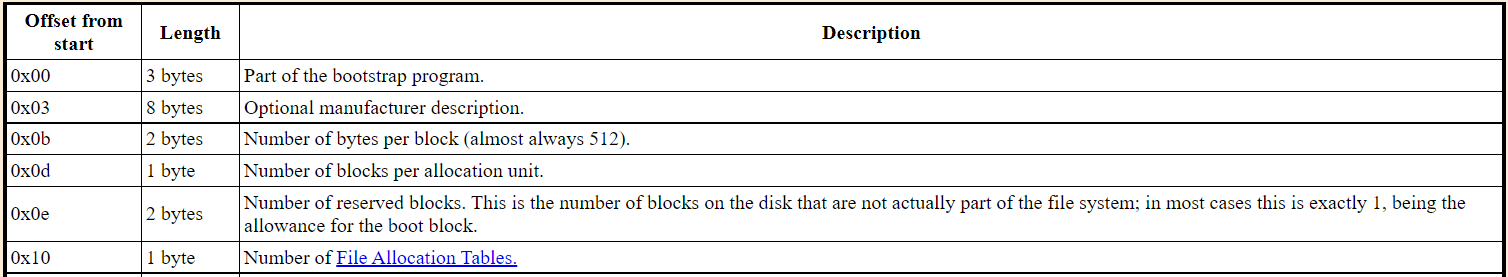 Offset from
start
Length
Description
0x00
3 bytes
Part of the bootstrap program.
0x03
8 bytes
Optional manufacturer description.
0x0b
2 bytes
Number of bytes per block (almost always 512).
0x0d
1 byte
Number of blocks per allocation unit.
0x0e
2 bytes
Number of reserved blocks. This is the number of blocks on the disk that are not actually part of the file system; in most cases this is exactly 1, being the
allowance for the boot block.
0x10
1 byte
Number of File Allocation Tables.